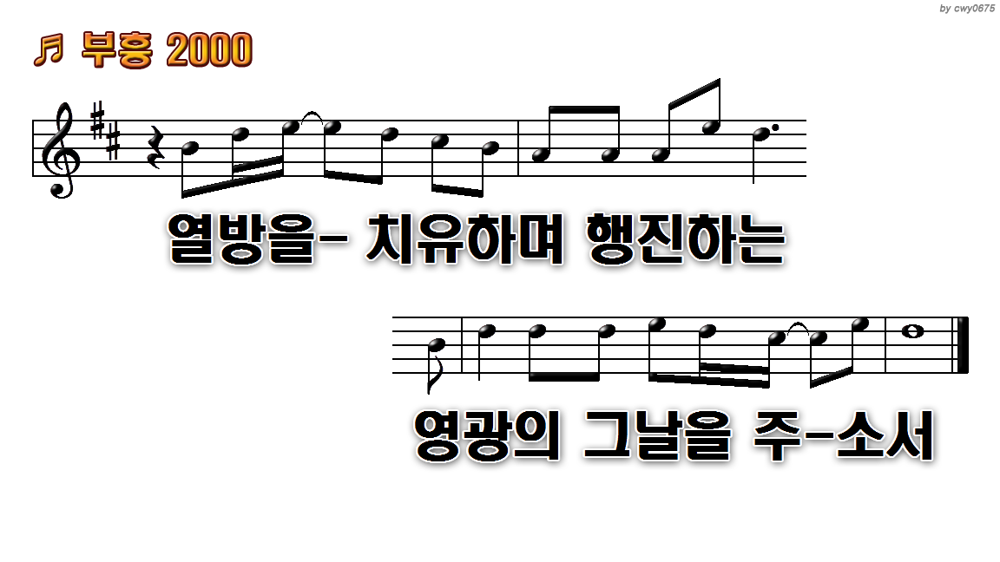 by cwy0675
♬ 부흥 2000
열방을- 치유하며 행진하는
영광의 그날을 주-소서